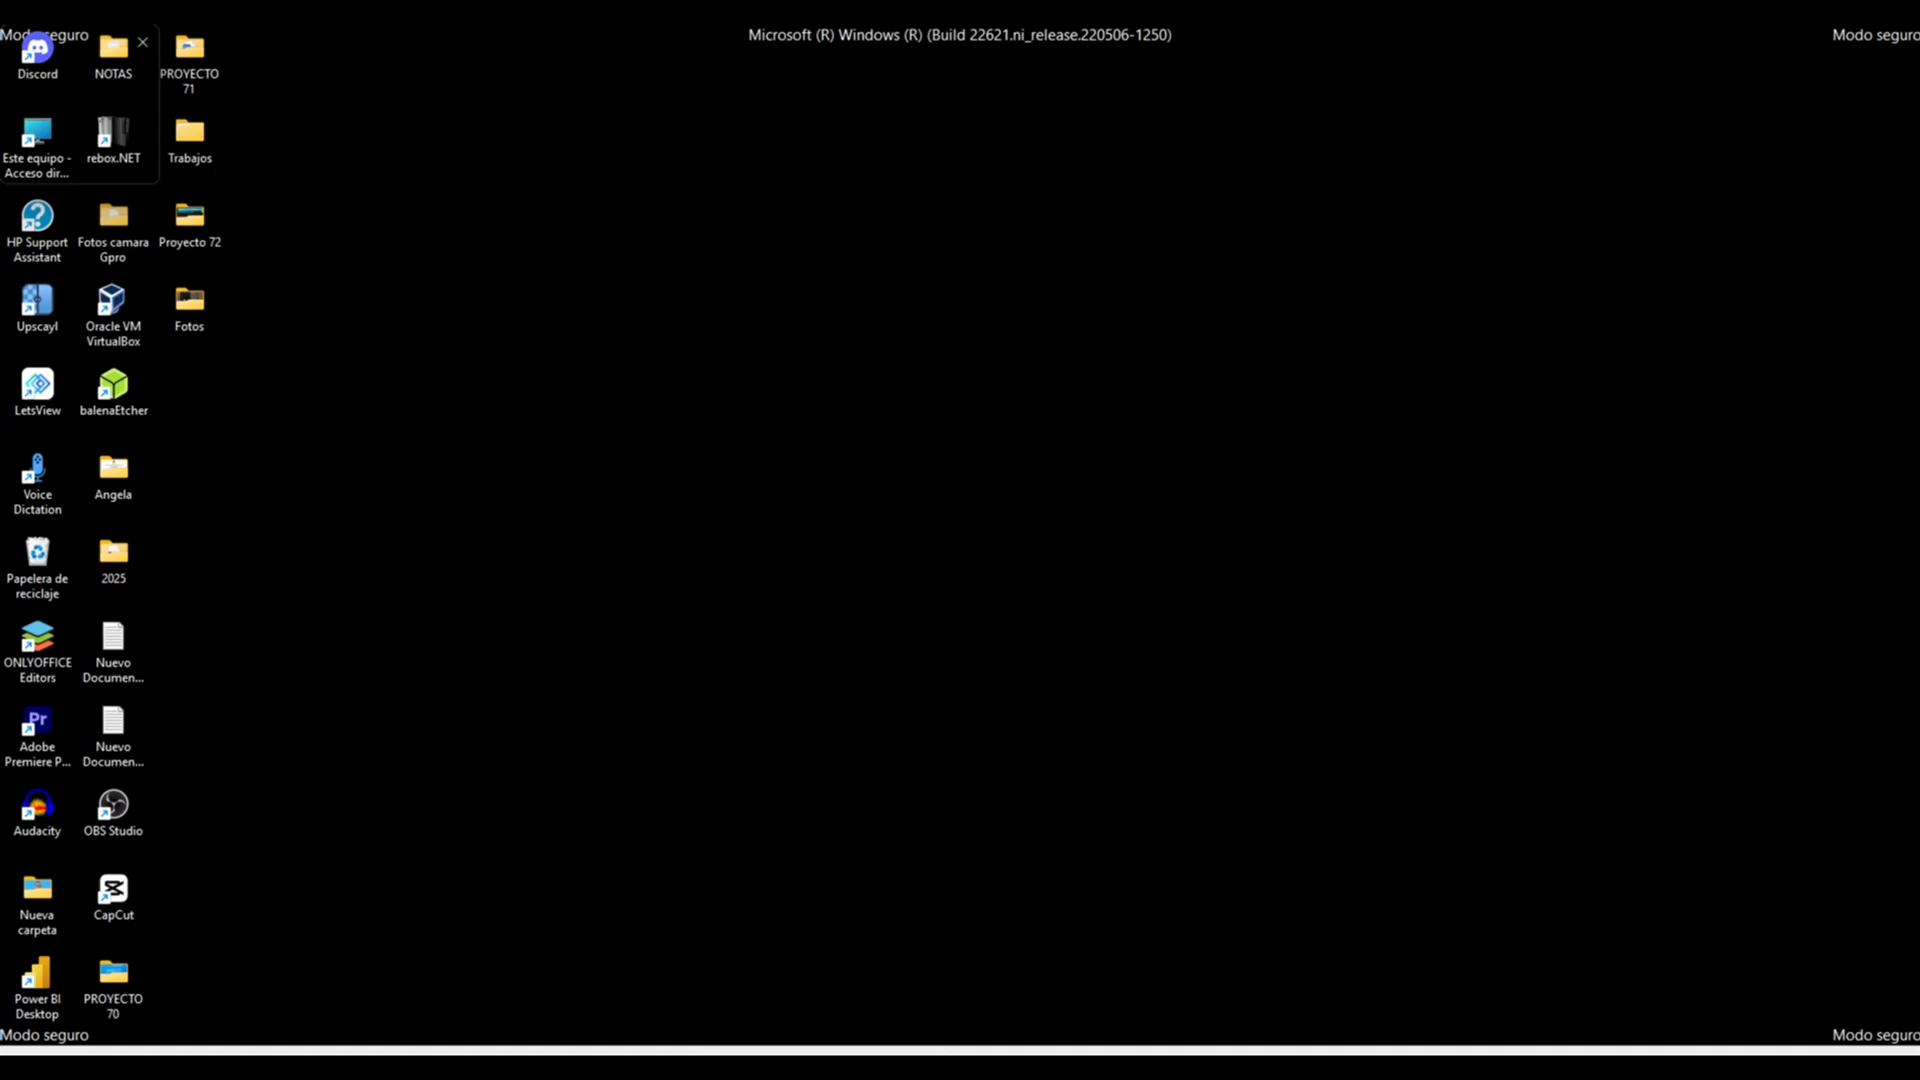 Modo seguro
Microsoft (R) Windows (R) (Build 22621.ni_release.220506-1250)
Modo seguro
Discord
NOTAS
PROYECTO
71
Este equipo -
Acceso dir...
rebox.NET
Trabajos
HP Support
Assistant
Fotos camara
Gpro
Proyecto 72
Upscayl
Oracle VM
VirtualBox
Fotos
LetsView
balenaEtcher
Voice
Dictation
Angela
Papelera de
reciclaje
2025
ONLYOFFICE
Editors
Nuevo
Documen...
Pr
Adobe
Premiere P...
Nuevo
Documen...
Audacity
OBS Studio
Nueva
carpeta
CapCut
Power BI
Desktop
PROYECTO
70
Modo seguro
Modo seguro